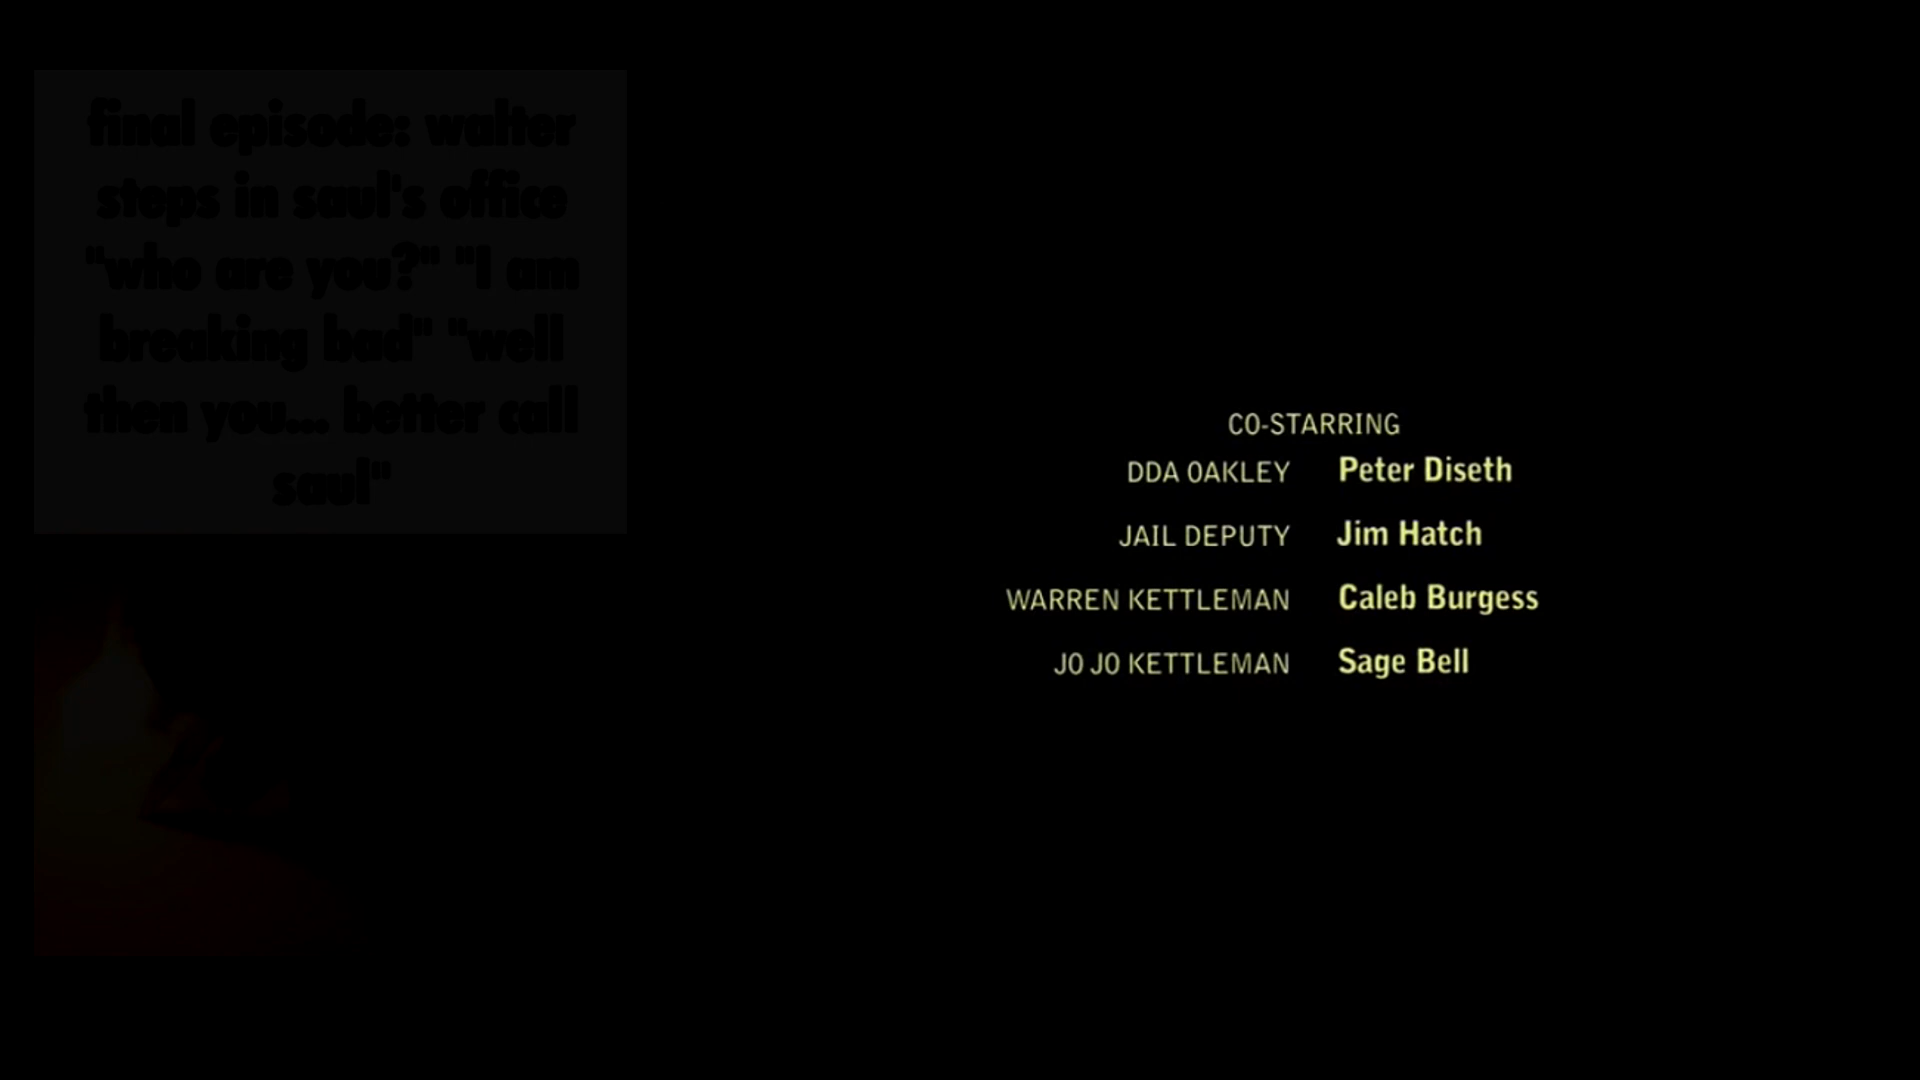 final episode: walter
steps in saul's office
"who are you?" "I am
breaking bad" "well
then you... better call
saul"
CO-STARRING
DDA OAKLEY Peter Diseth
JAIL DEPUTY Jim Hatch
WARREN KETTLEMAN Caleb Burgess
JO JO KETTLEMAN Sage Bell